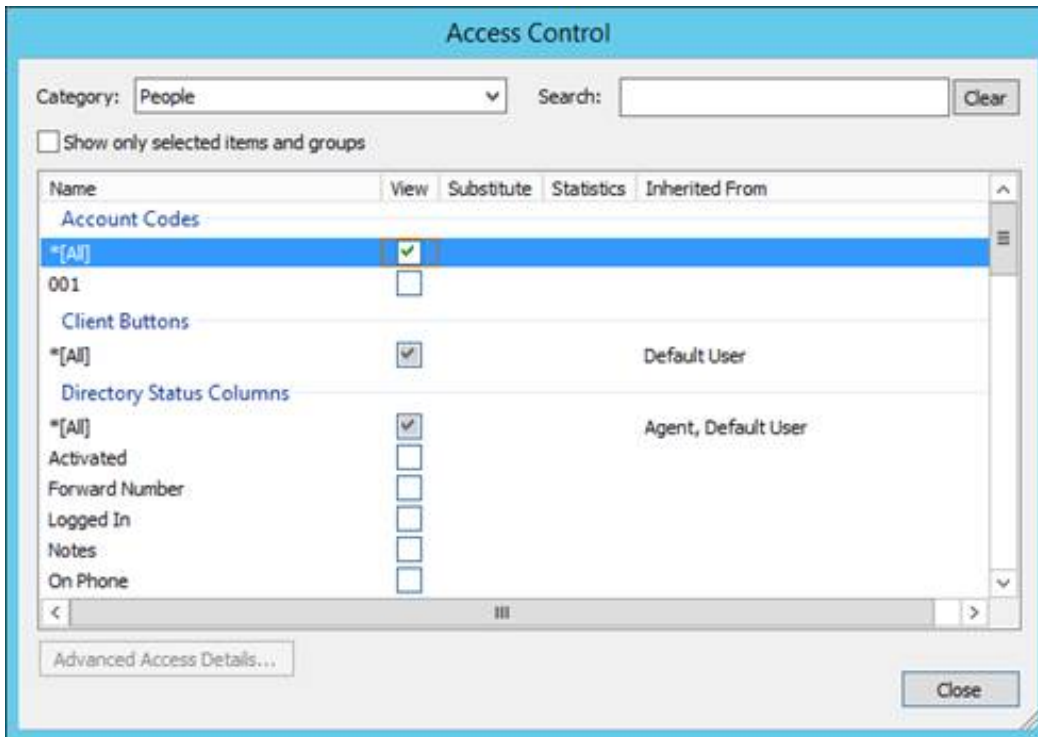 Access Control
Category: People Search: Clear
Show only selected items and groups
Name View Substitute Statistics Inherited From
Account Codes
*[All]
001
Client Buttons
*[All] Default User
Directory Status Columns
*[All] Agent, Default User
Activated
Forward Number
Logged In
Notes
On Phone
Advanced Access Details...
Close